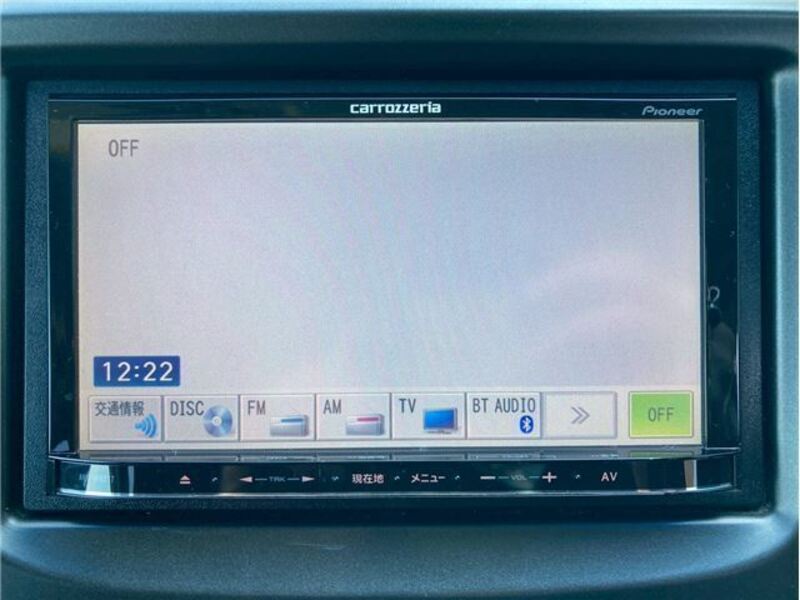 carrozzeria
Pioneer
OFF
12:22
交通情報
DISC
FM
AM
TV
BT AUDIO
OFF
TRK
現在地
メニュー
VOL
AV